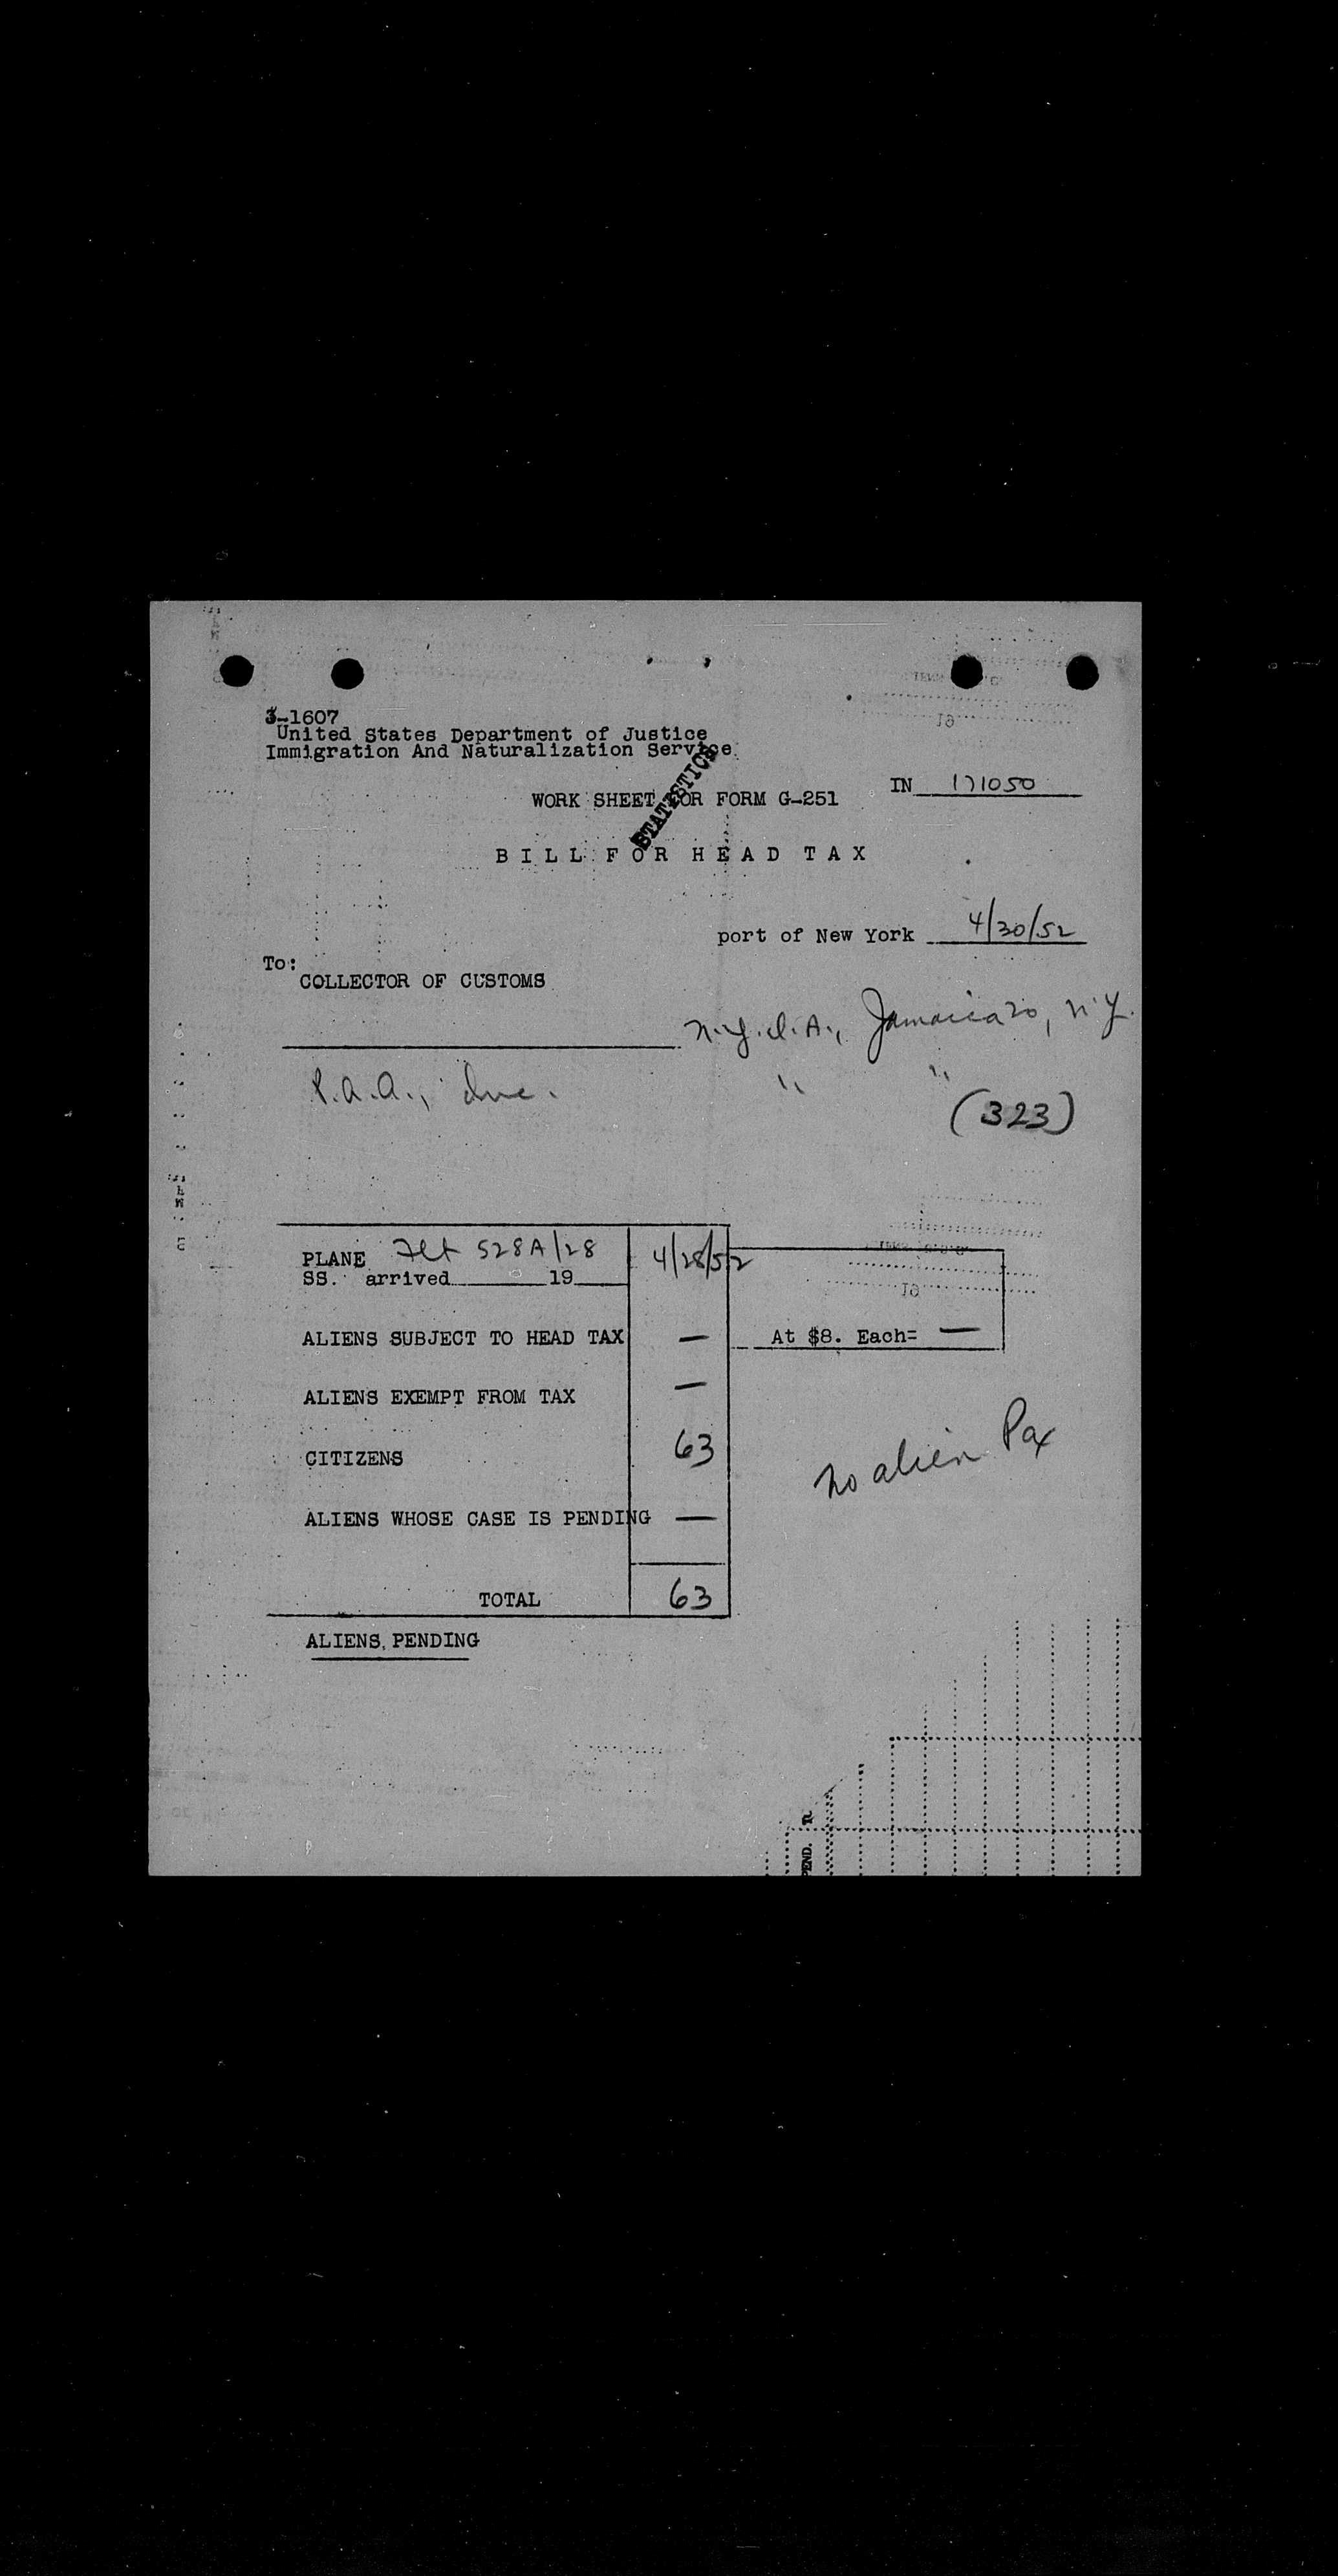 3-1607
United States Department of Justice
Immigration And Naturalization Service.
STATISTICS
IN 171050
WORK SHEET FOR FORM G-251
BILL FOR HEAD TAX
port of New York 4/30/52
To:
COLLECTOR OF CUSTOMS
N.Y.I.A., Jamaica 30, N.Y.
P.A.A., Inc. " "
(323)
PLANE Flt 528A/28 4/28/52
SS. arrived 19
ALIENS SUBJECT TO HEAD TAX — At $8. Each= —
ALIENS EXEMPT FROM TAX —
CITIZENS 63
no alien Pax
ALIENS WHOSE CASE IS PENDING —
TOTAL 63
ALIENS PENDING
PEND.